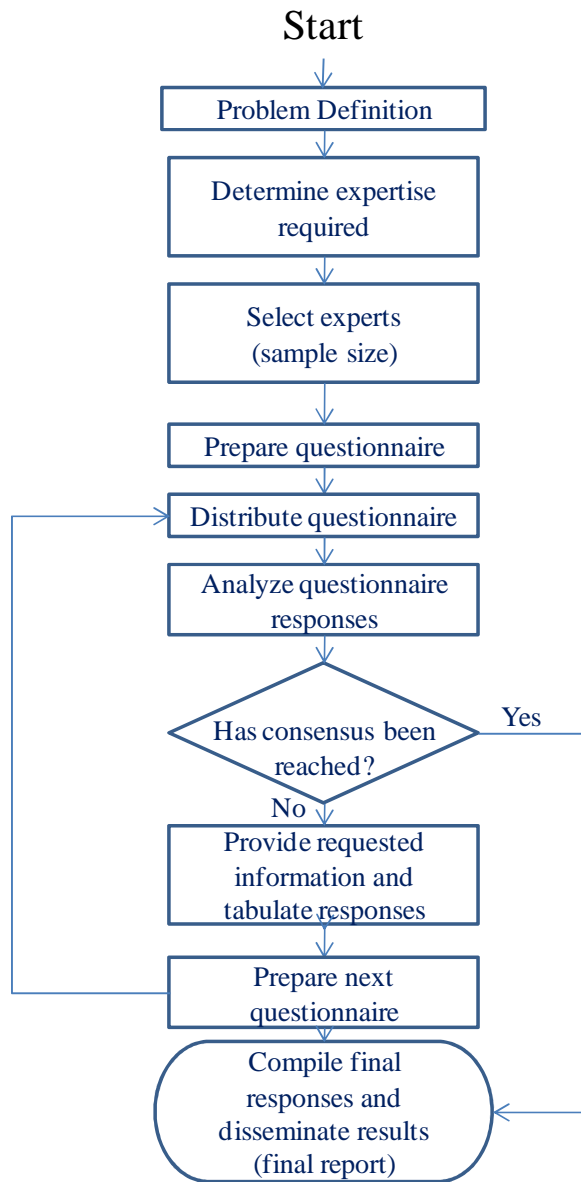 Start
Problem Definition
Determine expertise
required
Select experts
(sample size)
Prepare questionnaire
Distribute questionnaire
Analyze questionnaire
responses
Has consensus been
reached?
Yes
No
Provide requested
information and
tabulate responses
Prepare next
questionnaire
Compile final
responses and
disseminate results
(final report)